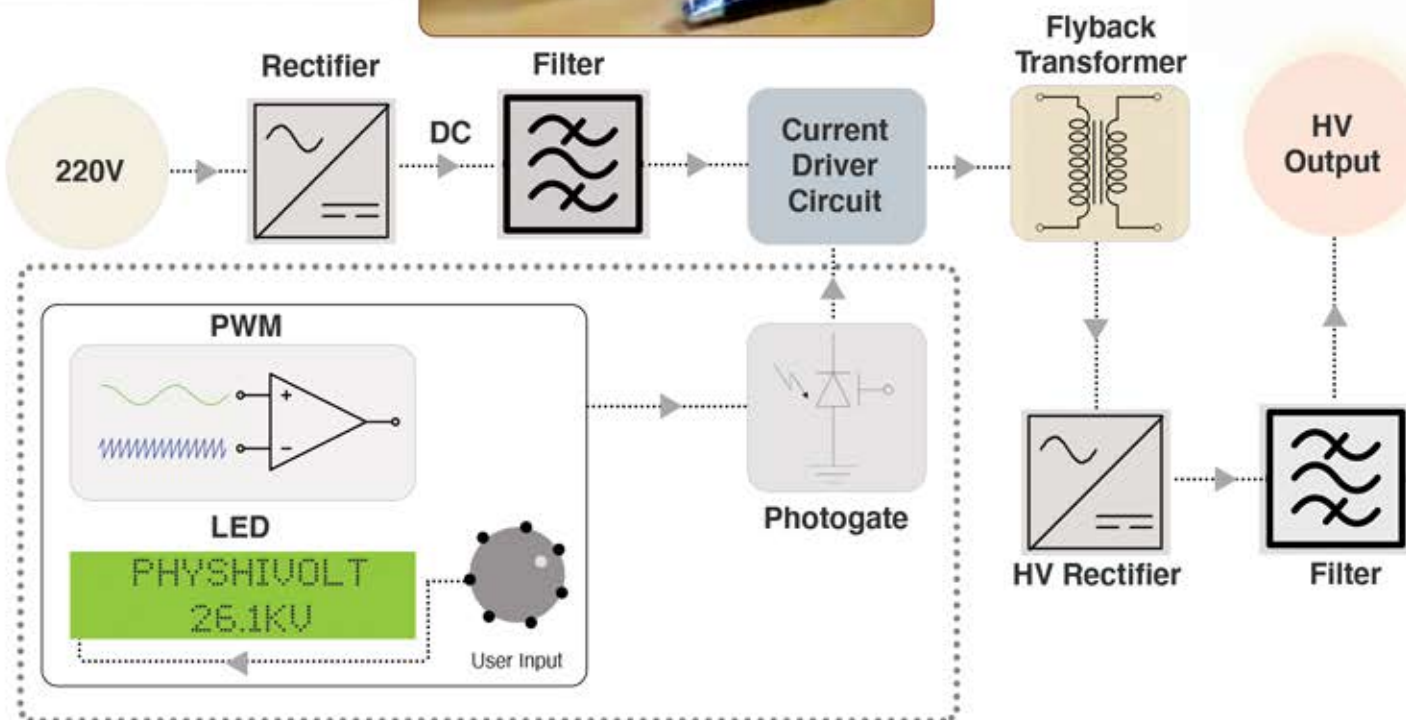 Flyback
Transformer
Rectifier
Filter
220V
DC
Current
Driver
Circuit
HV
Output
PWM
+
−
Photogate
LED
PHYSHIVOLT
26.1KV
User Input
HV Rectifier
Filter